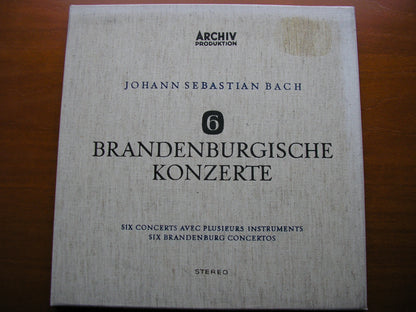 ARCHIV
PRODUKTION
JOHANN SEBASTIAN BACH
6
BRANDENBURGISCHE
KONZERTE
SIX CONCERTS AVEC PLUSIEURS INSTRUMENTS
SIX BRANDENBURG CONCERTOS
STEREO